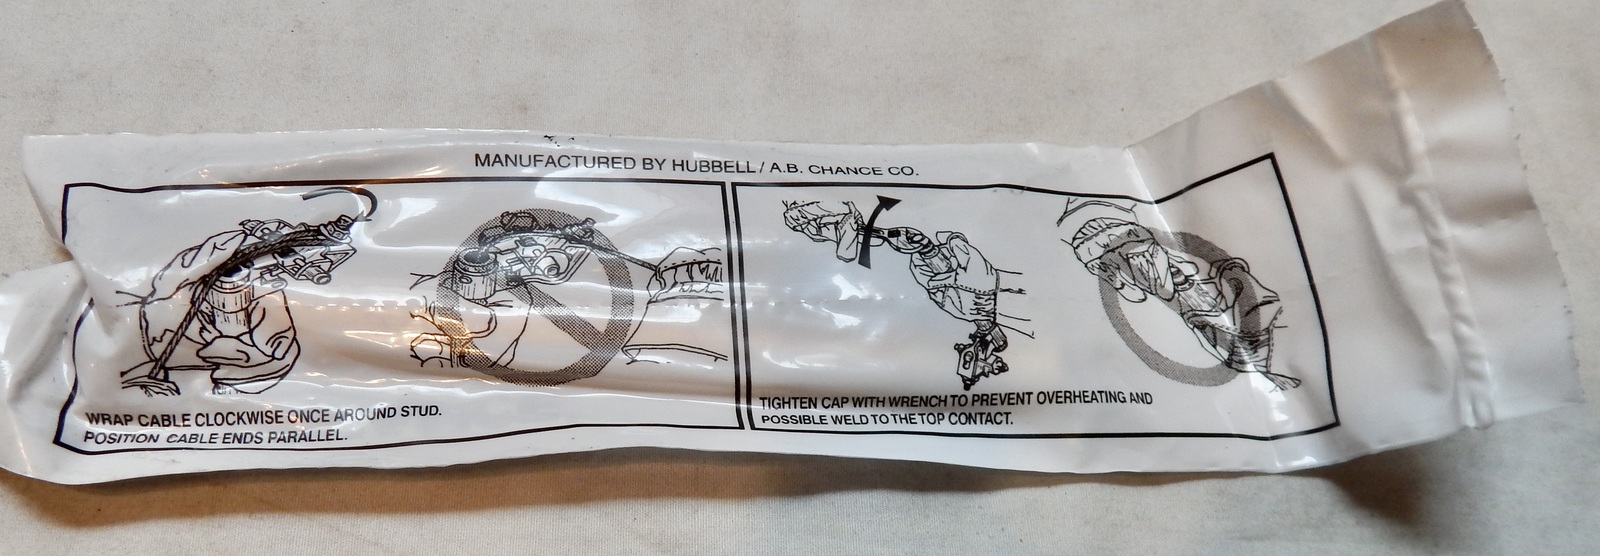 MANUFACTURED BY HUBBELL / A.B. CHANCE CO.
WRAP CABLE CLOCKWISE ONCE AROUND STUD.
POSITION CABLE ENDS PARALLEL.
TIGHTEN CAP WITH WRENCH TO PREVENT OVERHEATING AND
POSSIBLE WELD TO THE TOP CONTACT.